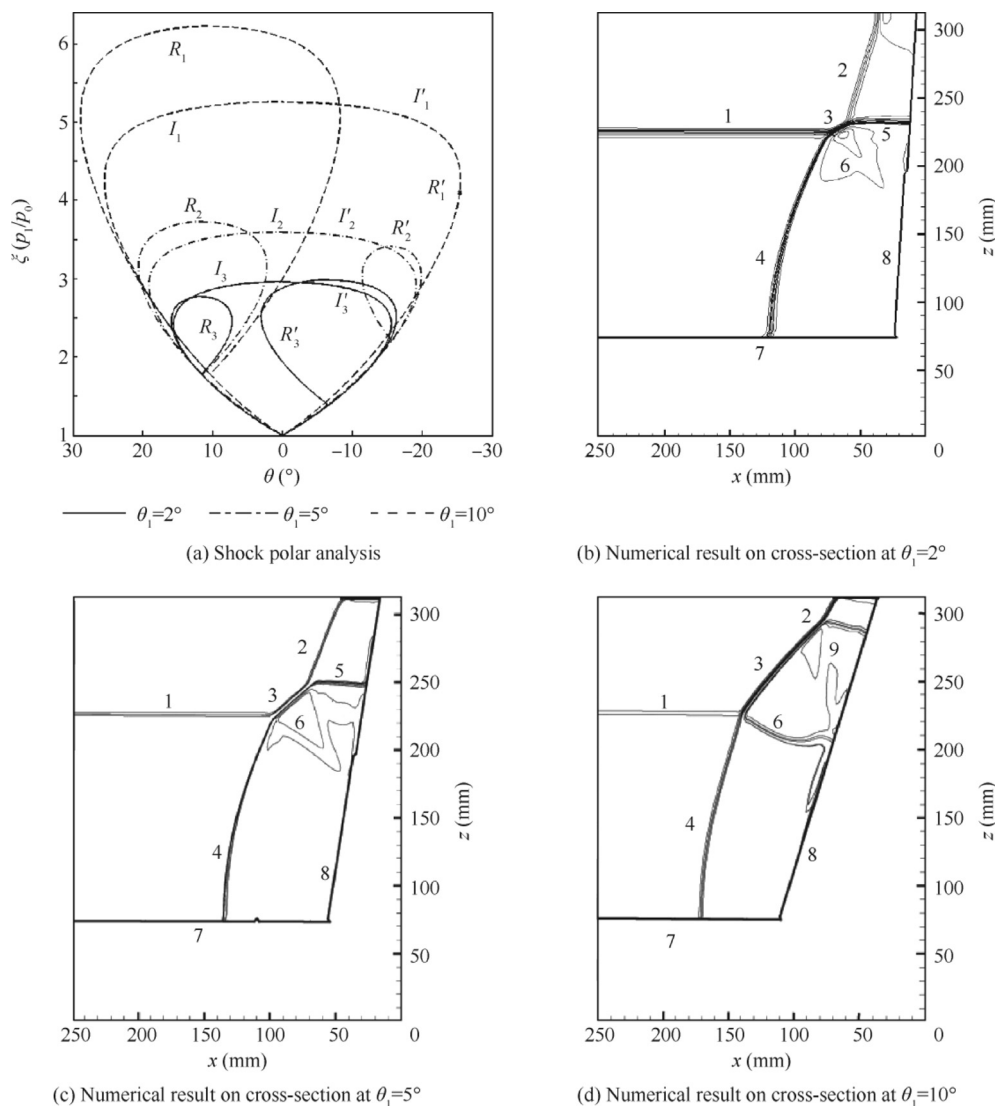 6
5
4
3
2
1
ξ (p₁/p₀)
R₁
I′₁
I₁
R′₁
R₂
I₂
I′₂
R′₂
I₃
I′₃
R₃
R′₃
30
20
10
0
−10
−20
−30
θ (°)
θ₁=2°
θ₁=5°
θ₁=10°
(a) Shock polar analysis
1
2
3
4
5
6
7
8
300
250
200
150
100
50
0
z (mm)
250
200
150
100
50
x (mm)
(b) Numerical result on cross-section at θ₁=2°
1
2
3
4
5
6
7
8
300
250
200
150
100
50
0
z (mm)
250
200
150
100
50
x (mm)
(c) Numerical result on cross-section at θ₁=5°
1
2
3
4
6
7
8
9
300
250
200
150
100
50
0
z (mm)
250
200
150
100
50
x (mm)
(d) Numerical result on cross-section at θ₁=10°